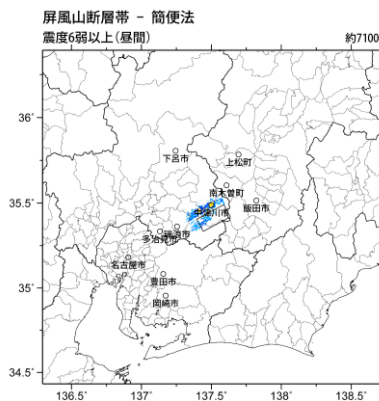 屏風山断層帯 - 簡便法
震度6弱以上(昼間)
約7100
36˚
下呂市
上松町
南木曽町
35.5˚
中津川市
飯田市
瑞浪市
多治見市
名古屋市
豊田市
35˚
岡崎市
34.5˚
136.5˚
137˚
137.5˚
138˚
138.5˚